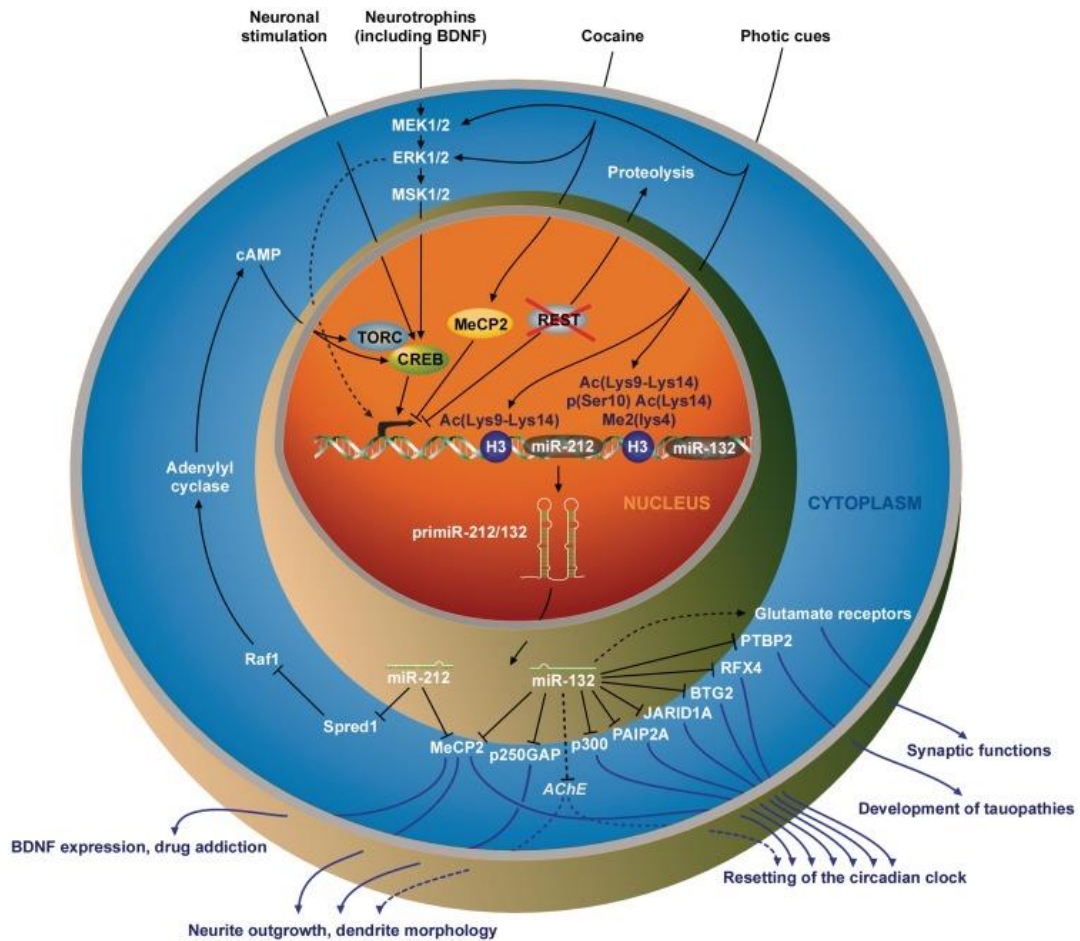 Neuronal
stimulation
Neurotrophins
(including BDNF)
Cocaine
Photic cues
MEK1/2
ERK1/2
MSK1/2
Proteolysis
cAMP
TORC
CREB
MeCP2
REST
Ac(Lys9-Lys14)
Ac(Lys9-Lys14)
p(Ser10) Ac(Lys14)
Me2(lys4)
H3
miR-212
H3
miR-132
Adenylyl
cyclase
NUCLEUS
CYTOPLASM
primiR-212/132
Glutamate receptors
PTBP2
RFX4
BTG2
JARID1A
PAIP2A
p300
Raf1
miR-212
miR-132
Spred1
MeCP2
p250GAP
AChE
Synaptic functions
Development of tauopathies
BDNF expression, drug addiction
Resetting of the circadian clock
Neurite outgrowth, dendrite morphology